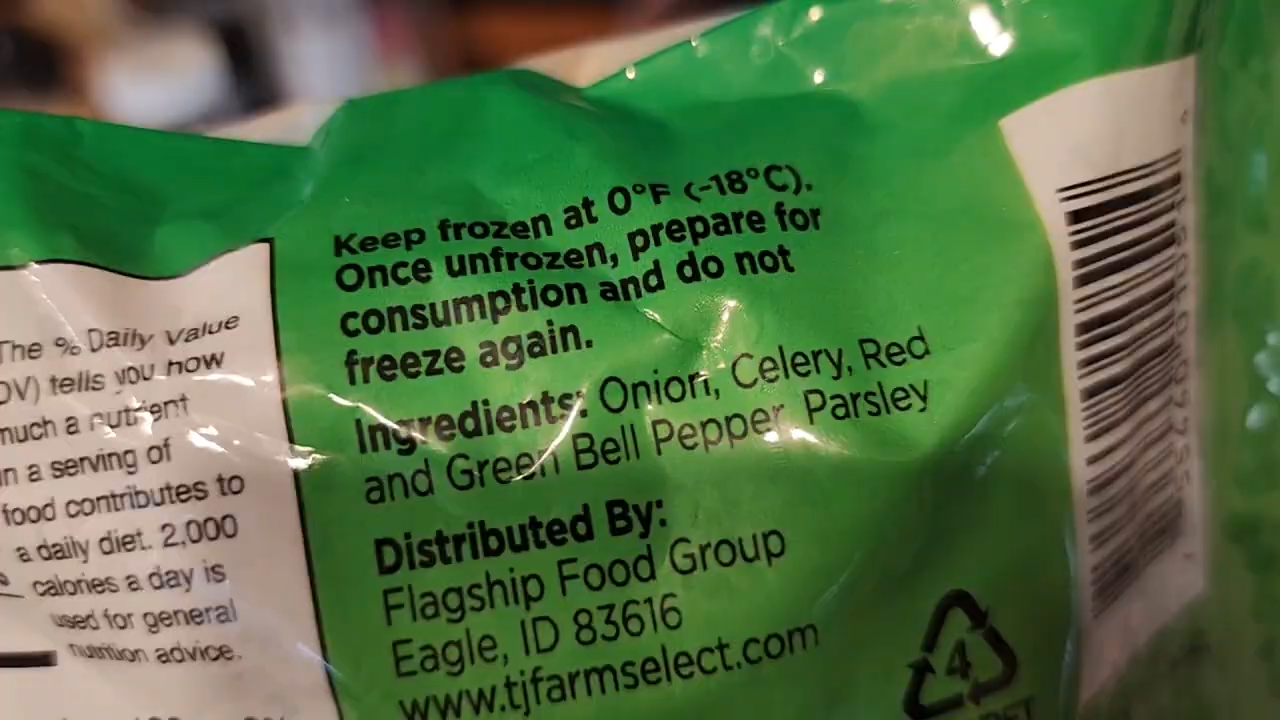 Keep frozen at 0°F (-18°C).
Once unfrozen, prepare for
consumption and do not
freeze again.
Ingredients: Onion, Celery, Red
and Green Bell Pepper, Parsley
Distributed By:
Flagship Food Group
Eagle, ID 83616
www.tjfarmselect.com
The % Daily Value
DV) tells you how
much a nutrient
in a serving of
food contributes to
a daily diet. 2,000
calories a day is
used for general
nutrition advice.
4